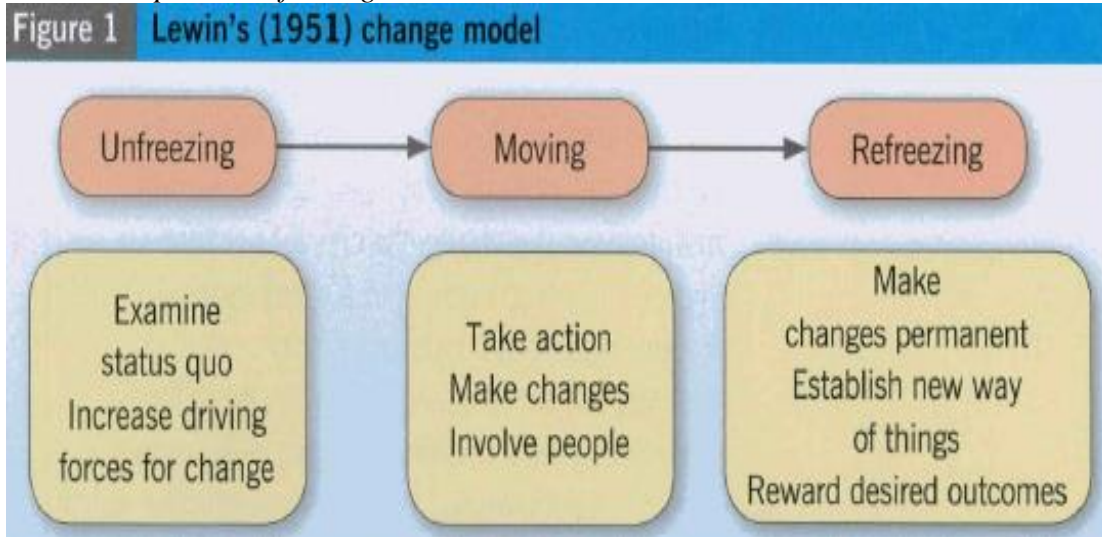 Figure 1 Lewin's (1951) change model
Unfreezing
Moving
Refreezing
Examine
status quo
Increase driving
forces for change
Take action
Make changes
Involve people
Make
changes permanent
Establish new way
of things
Reward desired outcomes